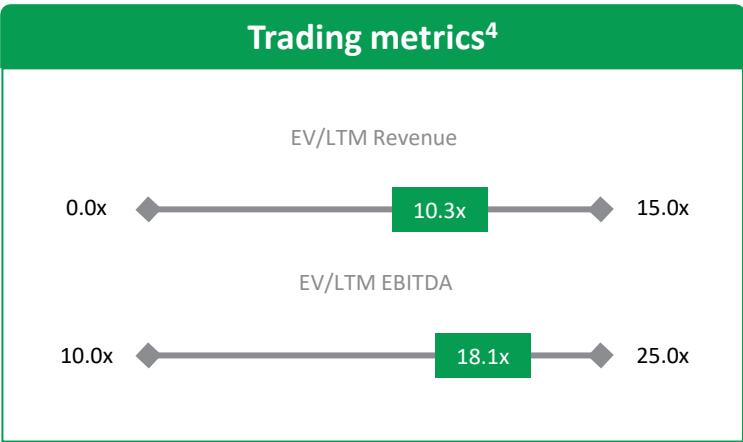 Trading metrics⁴
EV/LTM Revenue
0.0x 10.3x 15.0x
EV/LTM EBITDA
10.0x 18.1x 25.0x